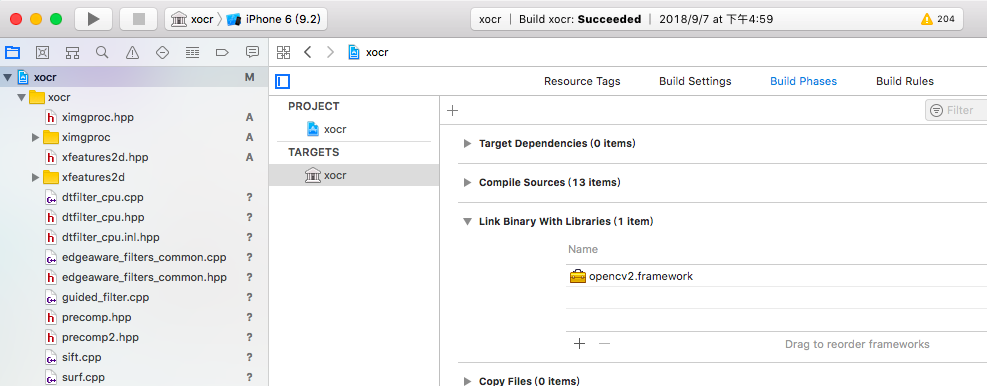 xocr
iPhone 6 (9.2)
xocr | Build xocr: Succeeded | 2018/9/7 at 下午4:59
204
xocr M
xocr
xocr
ximgproc.hpp A
ximgproc A
xfeatures2d.hpp A
xfeatures2d
dtfilter_cpu.cpp ?
dtfilter_cpu.hpp ?
dtfilter_cpu.inl.hpp ?
edgeaware_filters_common.cpp ?
edgeaware_filters_common.hpp ?
guided_filter.cpp ?
precomp.hpp ?
precomp2.hpp ?
sift.cpp ?
surf.cpp ?
Resource Tags
Build Settings
Build Phases
Build Rules
PROJECT
xocr
TARGETS
xocr
Filter
Target Dependencies (0 items)
Compile Sources (13 items)
Link Binary With Libraries (1 item)
Name
opencv2.framework
Drag to reorder frameworks
Copy Files (0 items)